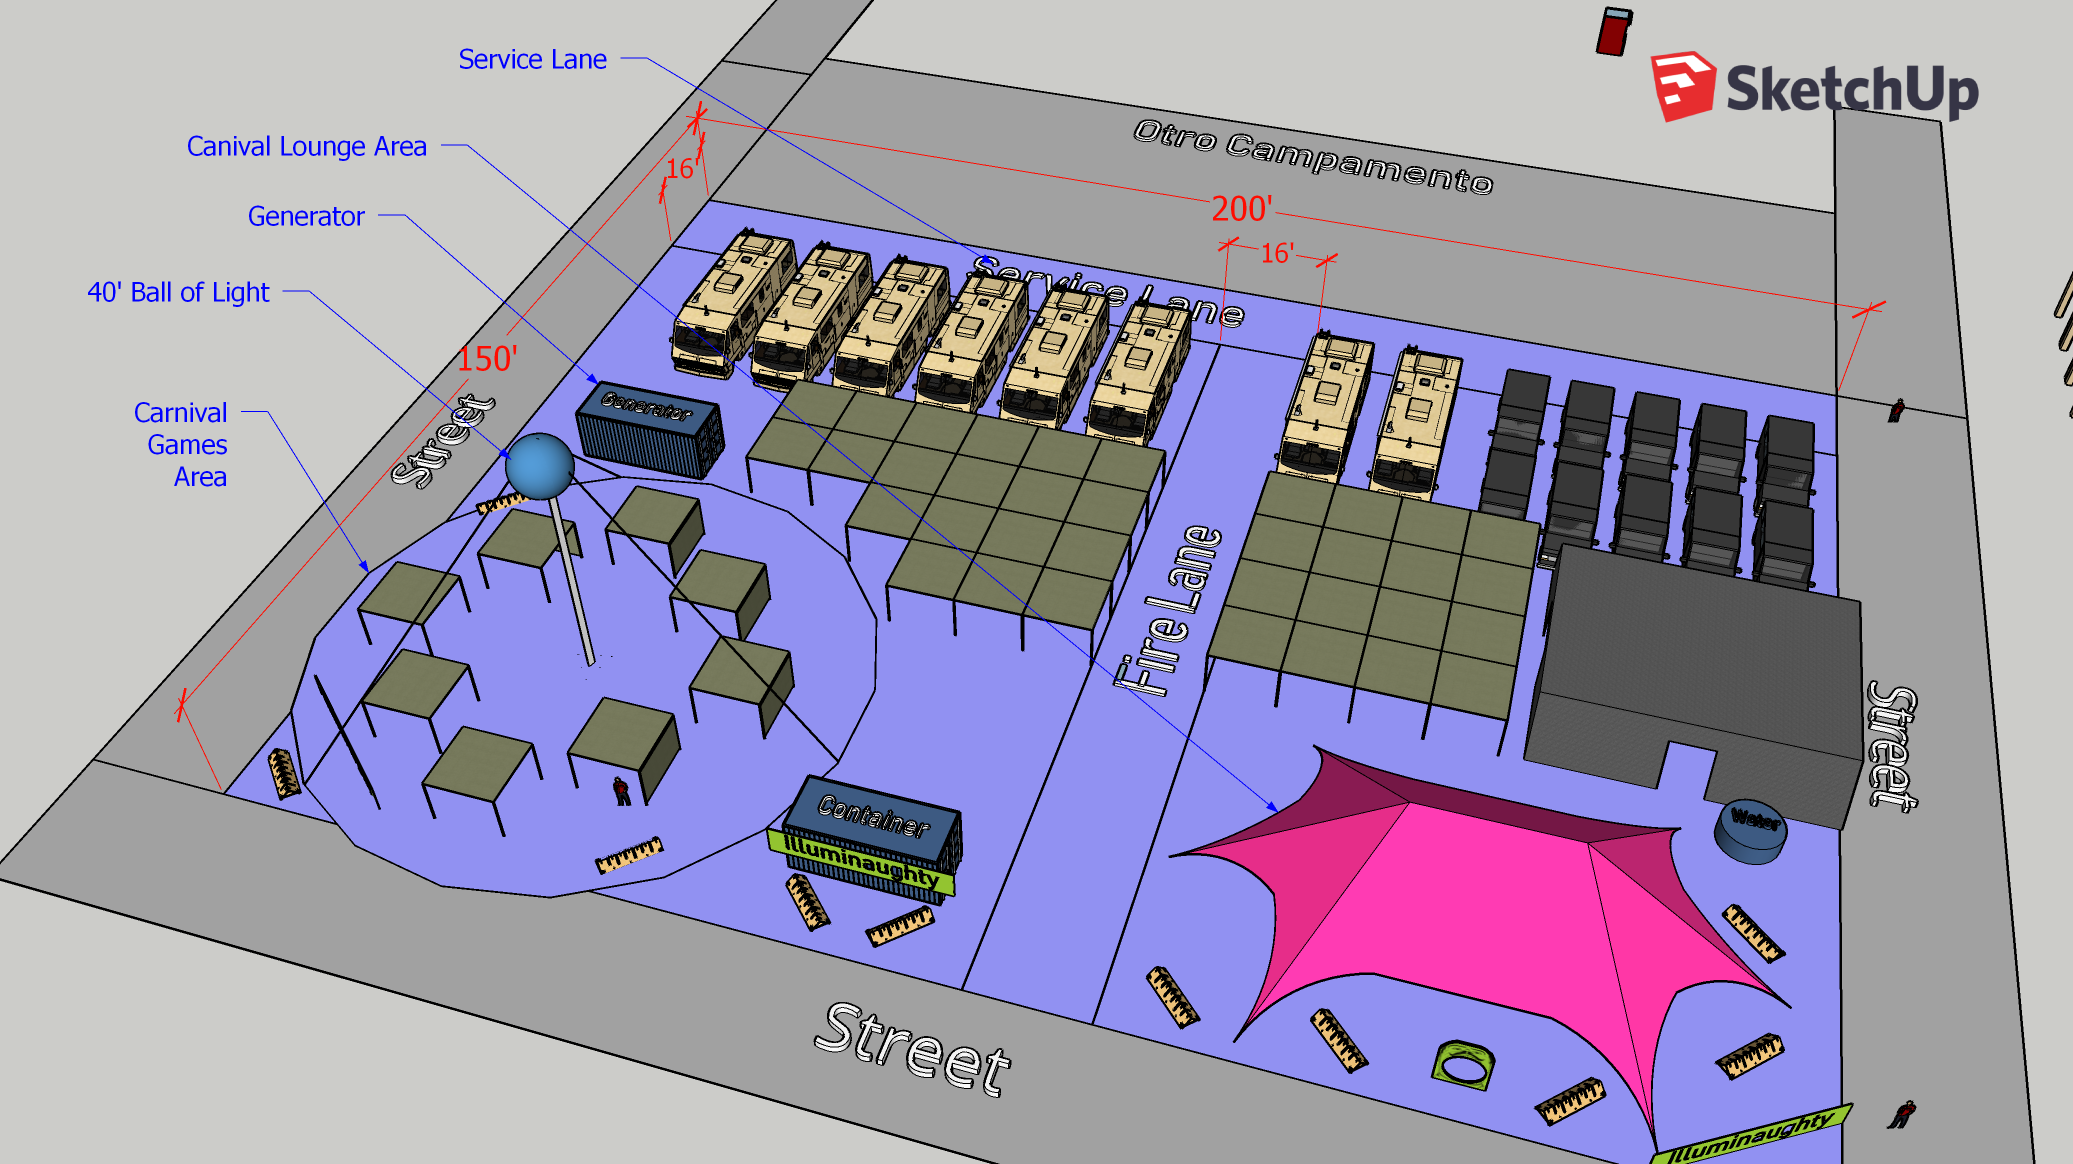 Service Lane
SketchUp
Canival Lounge Area
Otro Campamento
16'
200'
Generator
16'
Service Lane
40' Ball of Light
150'
Generator
Carnival
Games
Area
Street
Fire Lane
Street
Container
Water
Illuminaughty
Street
Illuminaughty